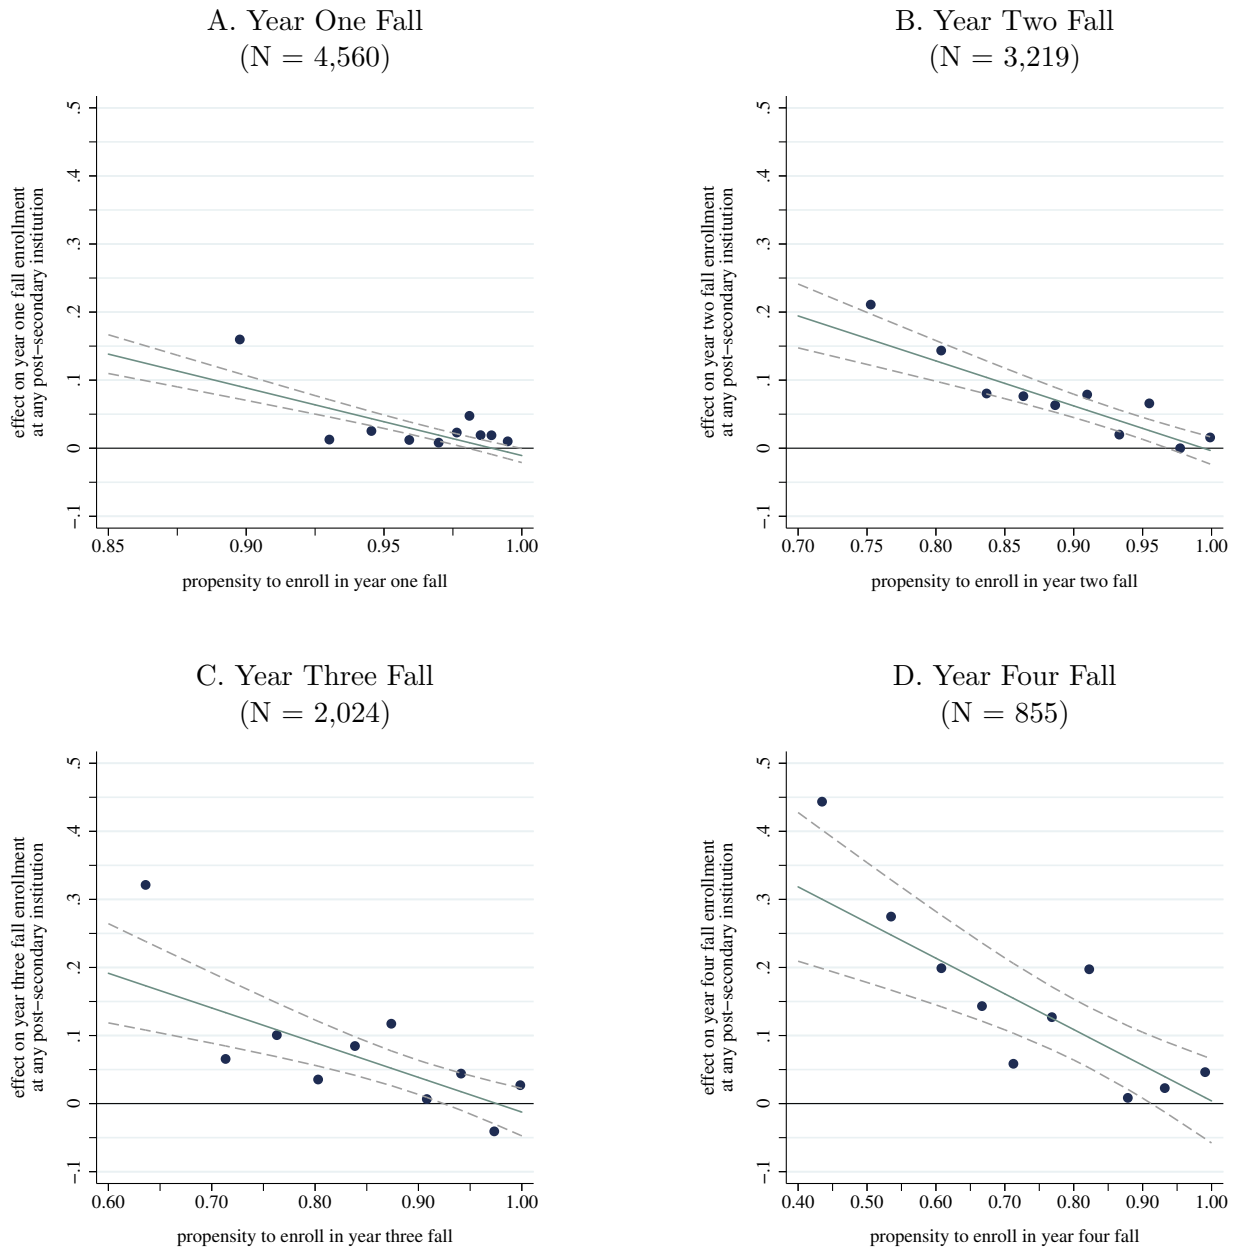 A. Year One Fall
(N = 4,560)
effect on year one fall enrollment
at any post−secondary institution
.5
.4
.3
.2
.1
0
−.1
0.85 0.90 0.95 1.00
propensity to enroll in year one fall
B. Year Two Fall
(N = 3,219)
effect on year two fall enrollment
at any post−secondary institution
.5
.4
.3
.2
.1
0
−.1
0.70 0.75 0.80 0.85 0.90 0.95 1.00
propensity to enroll in year two fall
C. Year Three Fall
(N = 2,024)
effect on year three fall enrollment
at any post−secondary institution
.5
.4
.3
.2
.1
0
−.1
0.60 0.70 0.80 0.90 1.00
propensity to enroll in year three fall
D. Year Four Fall
(N = 855)
effect on year four fall enrollment
at any post−secondary institution
.5
.4
.3
.2
.1
0
−.1
0.40 0.50 0.60 0.70 0.80 0.90 1.00
propensity to enroll in year four fall